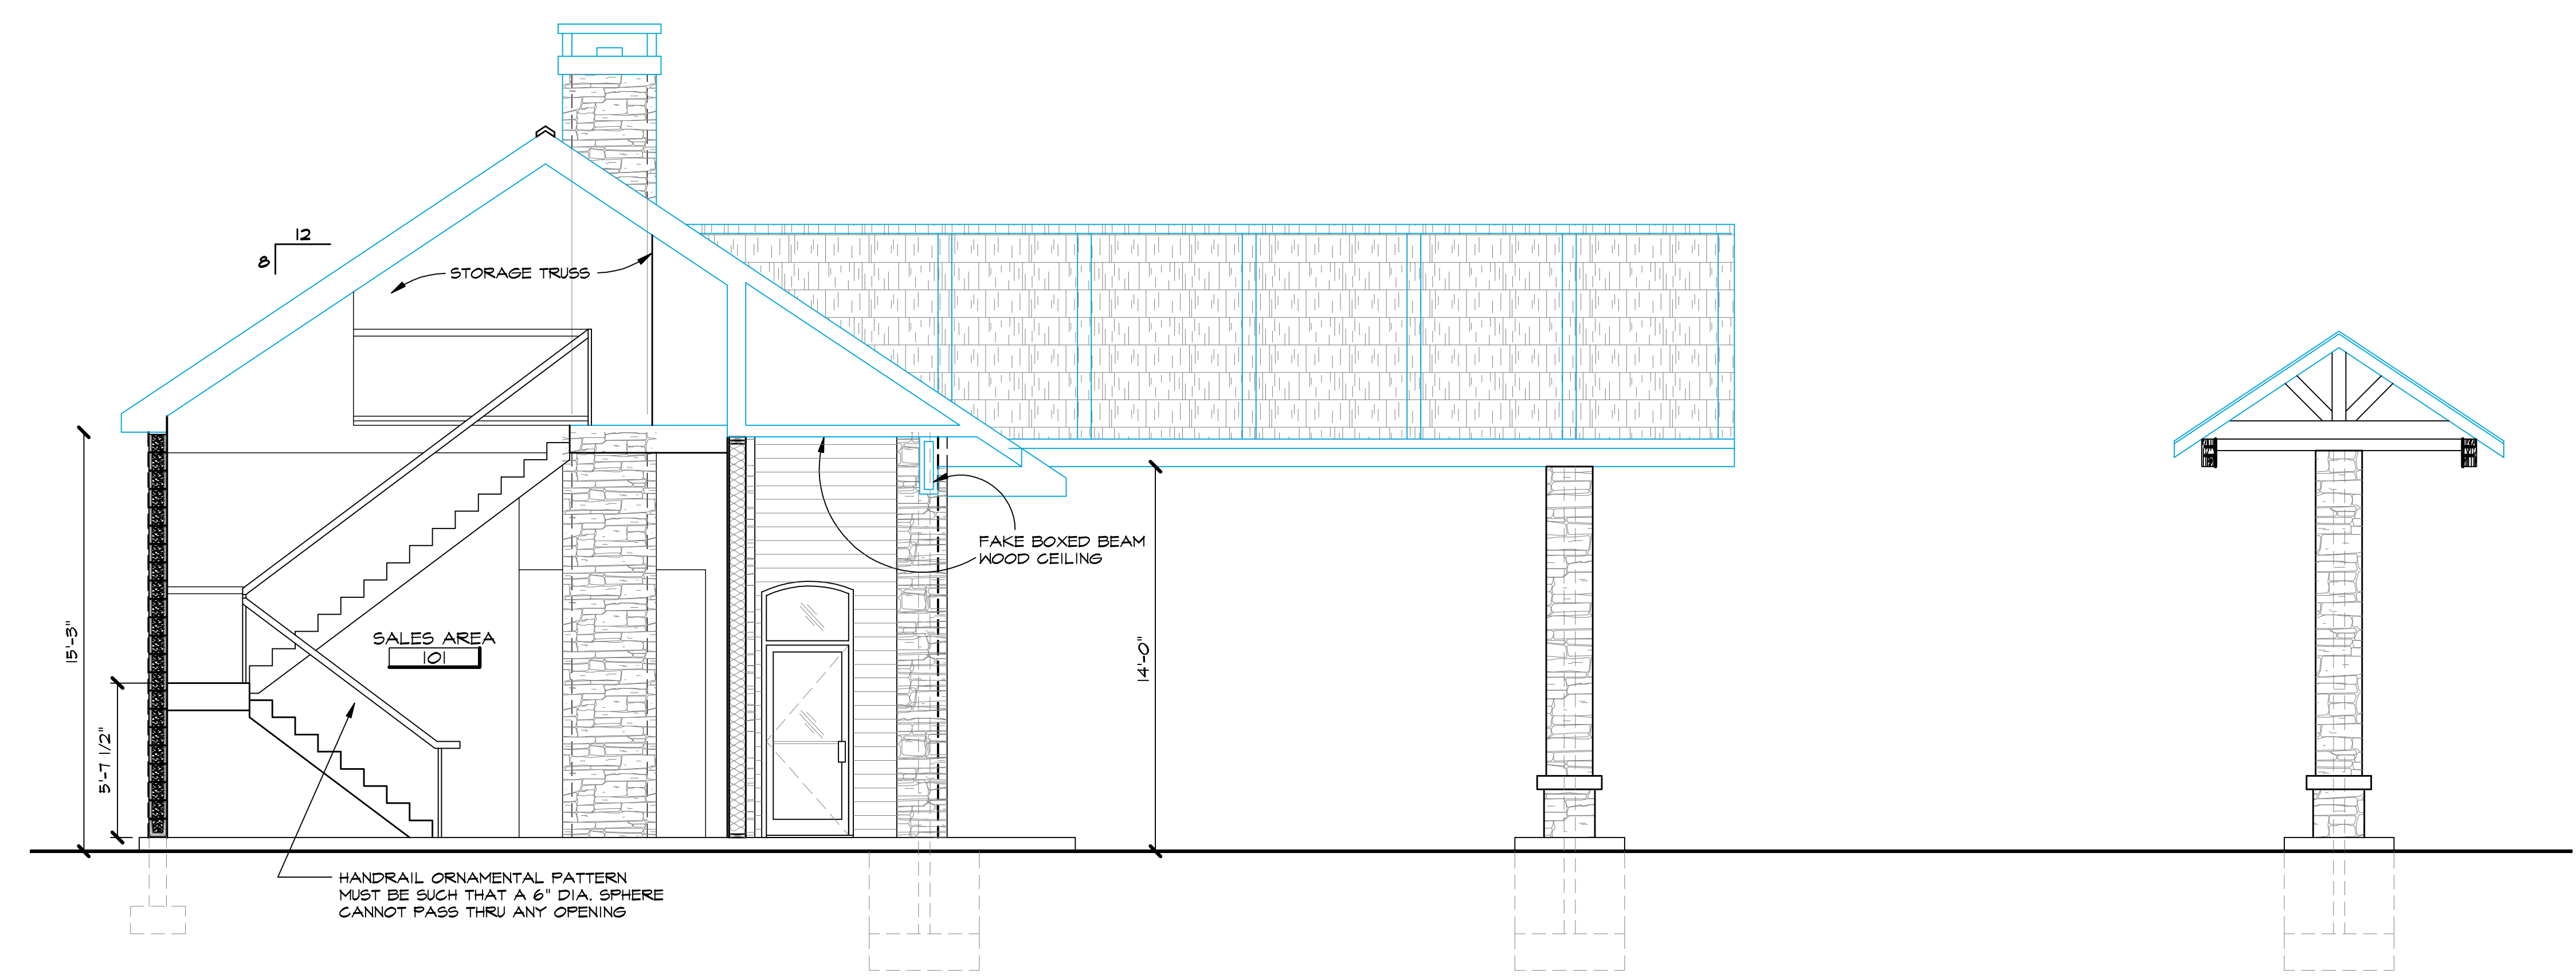 12
8
STORAGE TRUSS
FAKE BOXED BEAM
WOOD CEILING
15'-3"
14'-0"
SALES AREA
101
5'-7 1/2"
HANDRAIL ORNAMENTAL PATTERN
MUST BE SUCH THAT A 6" DIA. SPHERE
CANNOT PASS THRU ANY OPENING